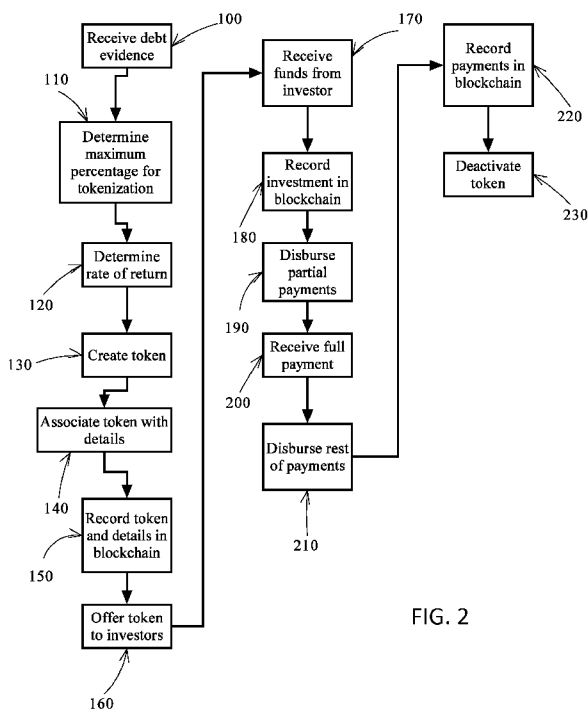 100
Receive debt
evidence
110
Determine
maximum
percentage for
tokenization
Determine
rate of return
120
Create token
130
Associate token with
details
140
Record token
and details in
blockchain
150
Offer token
to investors
160
170
Receive
funds from
investor
Record
investment in
blockchain
180
Disburse
partial
payments
190
Receive full
payment
200
Disburse rest
of payments
210
Record
payments in
blockchain
220
Deactivate
token
230
FIG. 2